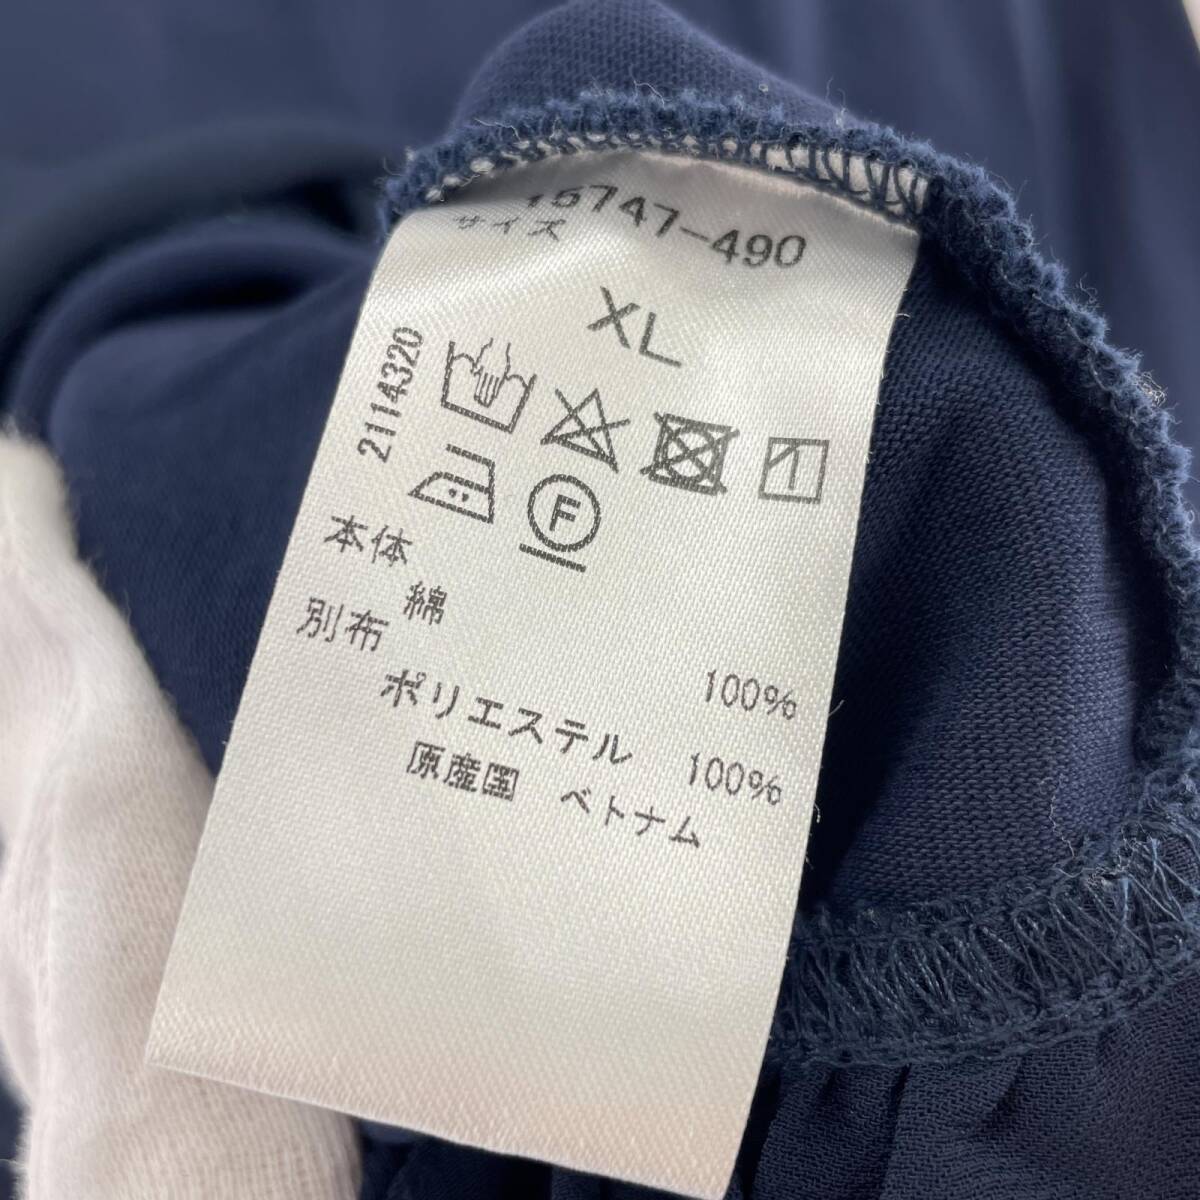 15747-490
サイズ
XL
2114320
F
本体
綿 100%
別布
ポリエステル 100%
原産国 ベトナム